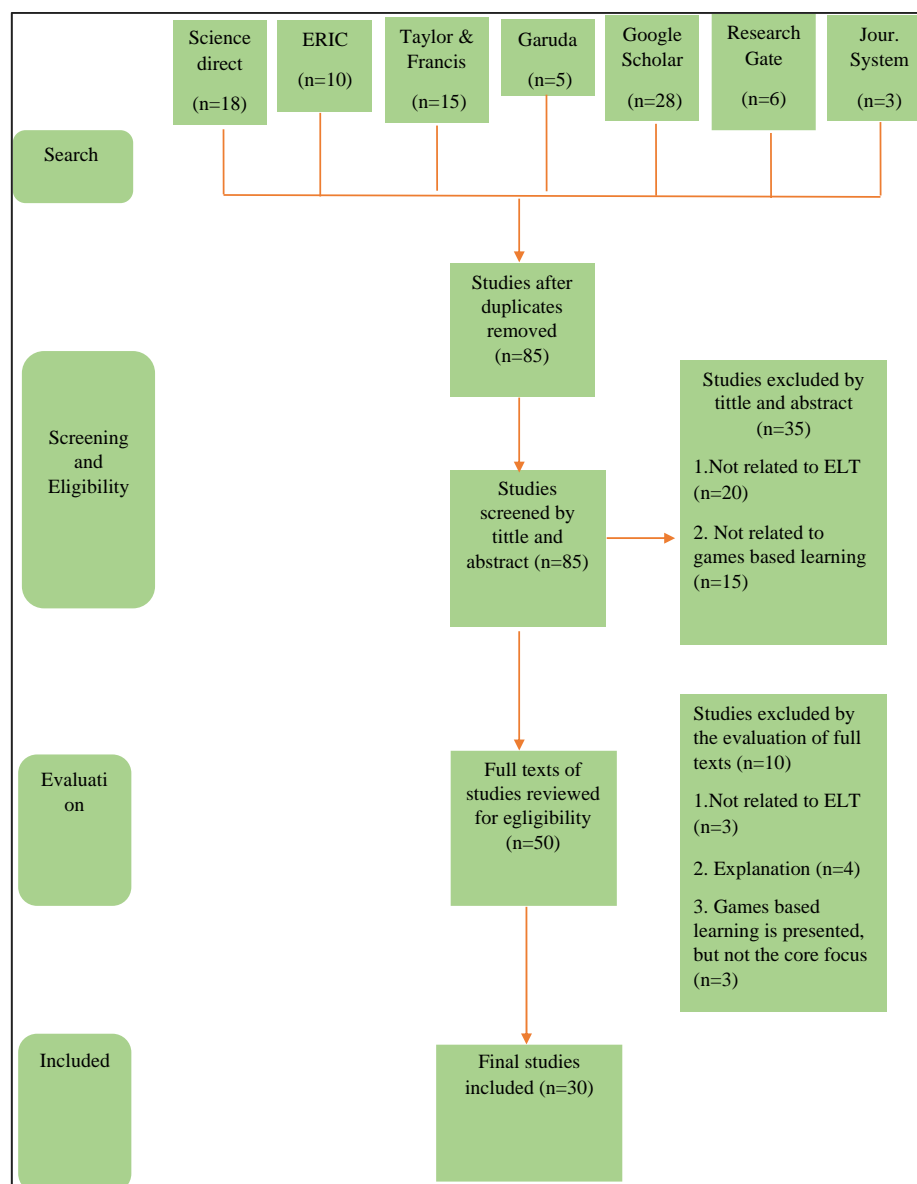 Science
direct
(n=18)
ERIC
(n=10)
Taylor &
Francis
(n=15)
Garuda
(n=5)
Google
Scholar
(n=28)
Research
Gate
(n=6)
Jour.
System
(n=3)
Search
Studies after
duplicates
removed
(n=85)
Screening
and
Eligibility
Studies
screened by
tittle and
abstract (n=85)
Studies excluded by
tittle and abstract
(n=35)
1.Not related to ELT
(n=20)
2. Not related to
games based learning
(n=15)
Evaluati
on
Full texts of
studies reviewed
for egligibility
(n=50)
Studies excluded by
the evaluation of full
texts (n=10)
1.Not related to ELT
(n=3)
2. Explanation (n=4)
3. Games based
learning is presented,
but not the core focus
(n=3)
Included
Final studies
included (n=30)